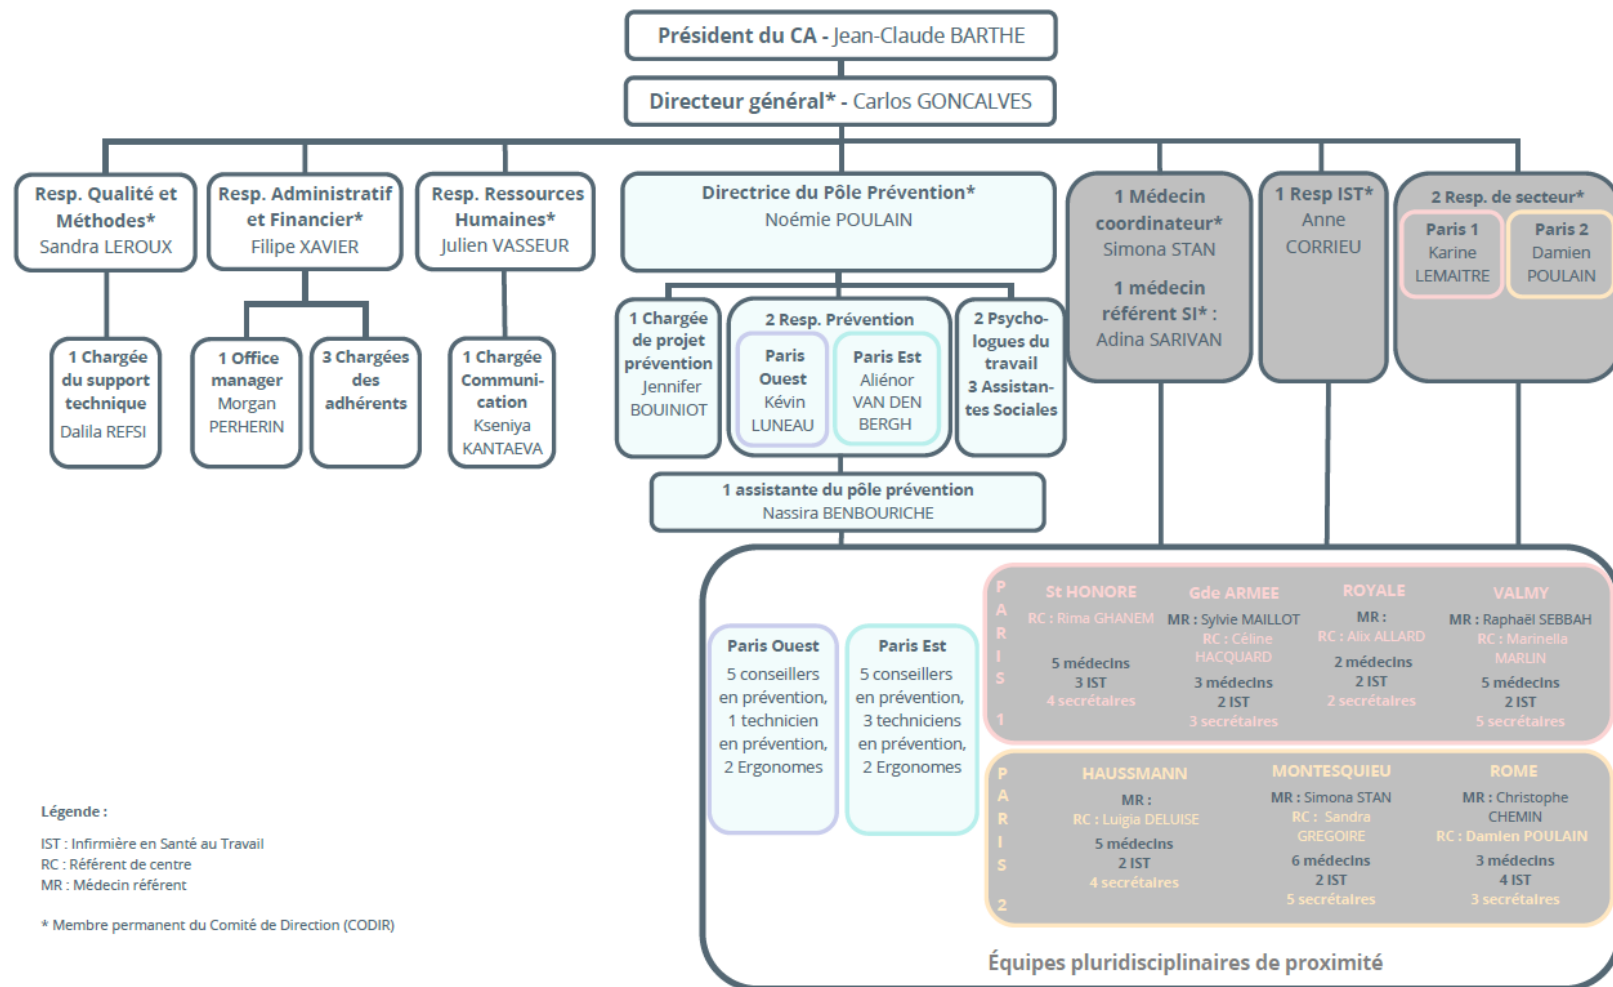 Président du CA - Jean-Claude BARTHE
Directeur général* - Carlos GONCALVES
Resp. Qualité et
Méthodes*
Sandra LEROUX
Resp. Administratif
et Financier*
Filipe XAVIER
Resp. Ressources
Humaines*
Julien VASSEUR
Directrice du Pôle Prévention*
Noémie POULAIN
1 Médecin
coordinateur*
Simona STAN
1 médecin
référent SI* :
Adina SARIVAN
1 Resp IST*
Anne
CORRIEU
2 Resp. de secteur*
Paris 1
Karine
LEMAITRE
Paris 2
Damien
POULAIN
1 Chargée
du support
technique
Dalila REFSI
1 Office
manager
Morgan
PERHERIN
3 Chargées
des
adhérents
1 Chargée
Communi-
cation
Kseniya
KANTAEVA
1 Chargée
de projet
prévention
Jennifer
BOUINIOT
2 Resp. Prévention
Paris
Ouest
Kévin
LUNEAU
Paris Est
Aliénor
VAN DEN
BERGH
2 Psycho-
logues du
travail
3 Assistan-
tes Sociales
1 assistante du pôle prévention
Nassira BENBOURICHE
Paris Ouest
5 conseillers
en prévention,
1 technicien
en prévention,
2 Ergonomes
Paris Est
5 conseillers
en prévention,
3 techniciens
en prévention,
2 Ergonomes
PARIS 1
St HONORE
RC : Rima GHANEM
5 médecins
3 IST
4 secrétaires
Gde ARMEE
MR : Sylvie MAILLOT
RC : Céline
HACQUARD
3 médecins
2 IST
3 secrétaires
ROYALE
MR :
RC : Alix ALLARD
2 médecins
2 IST
2 secrétaires
VALMY
MR : Raphaël SEBBAH
RC : Marinella
MARLIN
5 médecins
2 IST
5 secrétaires
PARIS 2
HAUSSMANN
MR :
RC : Luigia DELUISE
5 médecins
2 IST
4 secrétaires
MONTESQUIEU
MR : Simona STAN
RC : Sandra
GREGOIRE
6 médecins
2 IST
5 secrétaires
ROME
MR : Christophe
CHEMIN
RC : Damien POULAIN
3 médecins
4 IST
3 secrétaires
Équipes pluridisciplinaires de proximité
Légende :
IST : Infirmière en Santé au Travail
RC : Référent de centre
MR : Médecin référent
* Membre permanent du Comité de Direction (CODIR)